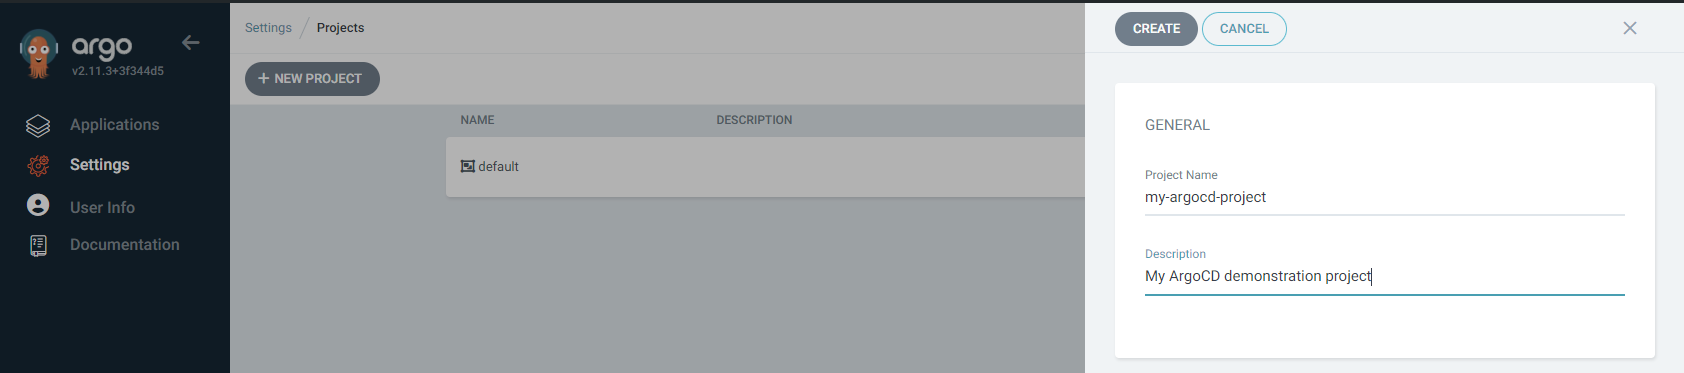 argo
v2.11.3+3f344d5
Applications
Settings
User Info
Documentation
Settings / Projects
+ NEW PROJECT
NAME DESCRIPTION
default
CREATE CANCEL
GENERAL
Project Name
my-argocd-project
Description
My ArgoCD demonstration project